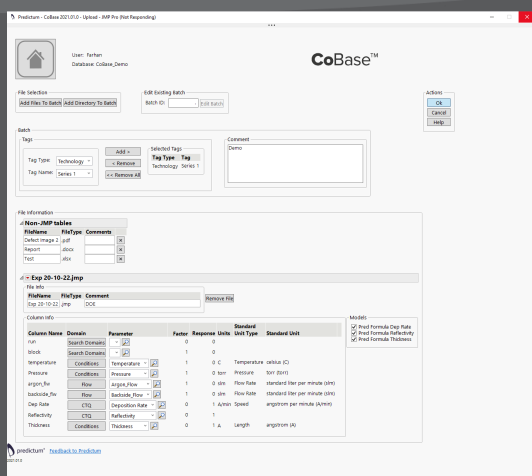 Predictum - CoBase 2021.01.0 - Upload - JMP Pro (Not Responding)
User: Farhan
Database: CoBase_Demo
CoBase™
File Selection
Add Files To Batch Add Directory To Batch
Edit Existing Batch
Batch ID: Edit Batch
Actions
Ok
Cancel
Help
Batch
Tags
Tag Type: Technology
Tag Name: Series 1
Add >
< Remove
<< Remove All
Selected Tags
Tag Type Tag
Technology Series 1
Comment
Demo
File Information
Non-JMP tables
FileName FileType Comments
Defect Image 2 .pdf
Report .docx
Test .xlsx
Exp 20-10-22.jmp
File Info
FileName FileType Comment
Exp 20-10-22 .jmp DOE
Remove File
Column Info
Column Name Domain Parameter Factor Response Units Standard Unit Type Standard Unit
run Search Domains 0 0
block Search Domains 1 0
temperature Conditions Temperature 1 0 C Temperature celsius (C)
Pressure Conditions Pressure 1 0 torr Pressure torr (torr)
argon_flw Flow Argon_Flow 1 0 slm Flow Rate standard liter per minute (slm)
backside_flw Flow Backside_Flow 1 0 slm Flow Rate standard liter per minute (slm)
Dep Rate CTQ Deposition Rate 0 1 A/min Speed angstrom per minute (A/min)
Reflectivity CTQ Reflectivity 0 1
Thickness Conditions Thickness 0 1 A Length angstrom (A)
Models
Pred Formula Dep Rate
Pred Formula Reflectivity
Pred Formula Thickness
predictum® Feedback to Predictum
2021.01.0